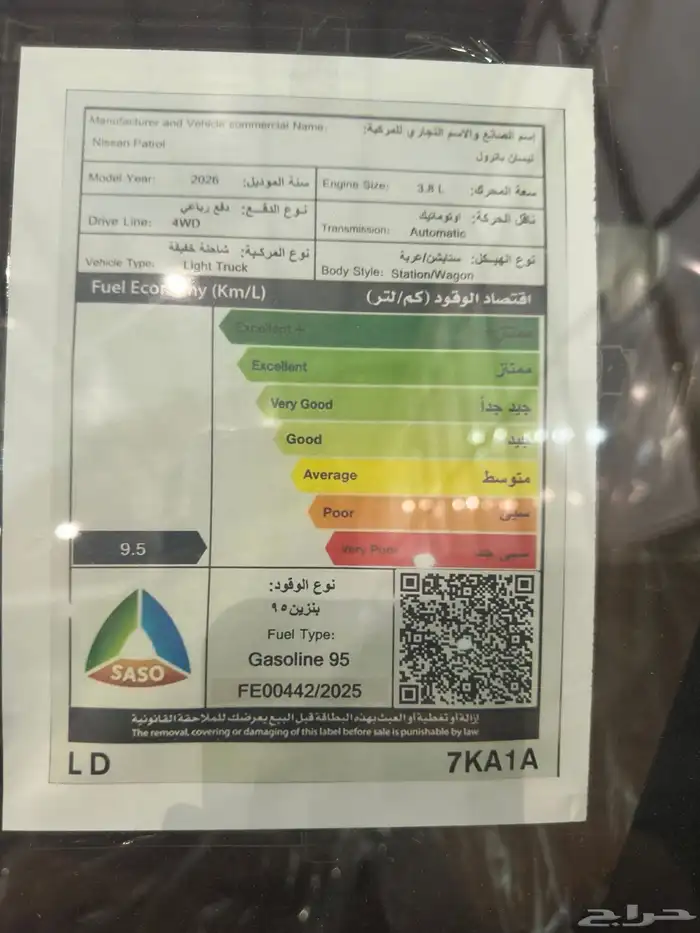 Manufacturer and Vehicle commercial Name: إسم الصانع والاسم التجاري للمركبة:
Nissan Patrol نيسان باترول
Model Year: 2026 سنة الموديل:
Engine Size: 3.8 L سعة المحرك:
نوع الدفع: دفع رباعي
Drive Line: 4WD
ناقل الحركة: اوتوماتيك
Transmission: Automatic
نوع المركبة: شاحنة خفيفة
Vehicle Type: Light Truck
نوع الهيكل: ستايشن/عربة
Body Style: Station/Wagon
Fuel Economy (Km/L) اقتصاد الوقود (كم/لتر)
Excellent + ممتاز+
Excellent ممتاز
Very Good جيد جداً
Good جيد
Average متوسط
Poor سيئ
Very Poor سيئ جدا
9.5
SASO
نوع الوقود:
بنزين ٩٥
Fuel Type:
Gasoline 95
FE00442/2025
إزالة أو تغطية أو العبث بهذه البطاقة قبل البيع يعرضك للملاحقة القانونية
The removal, covering or damaging of this label before sale is punishable by law
LD 7KA1A
حراج